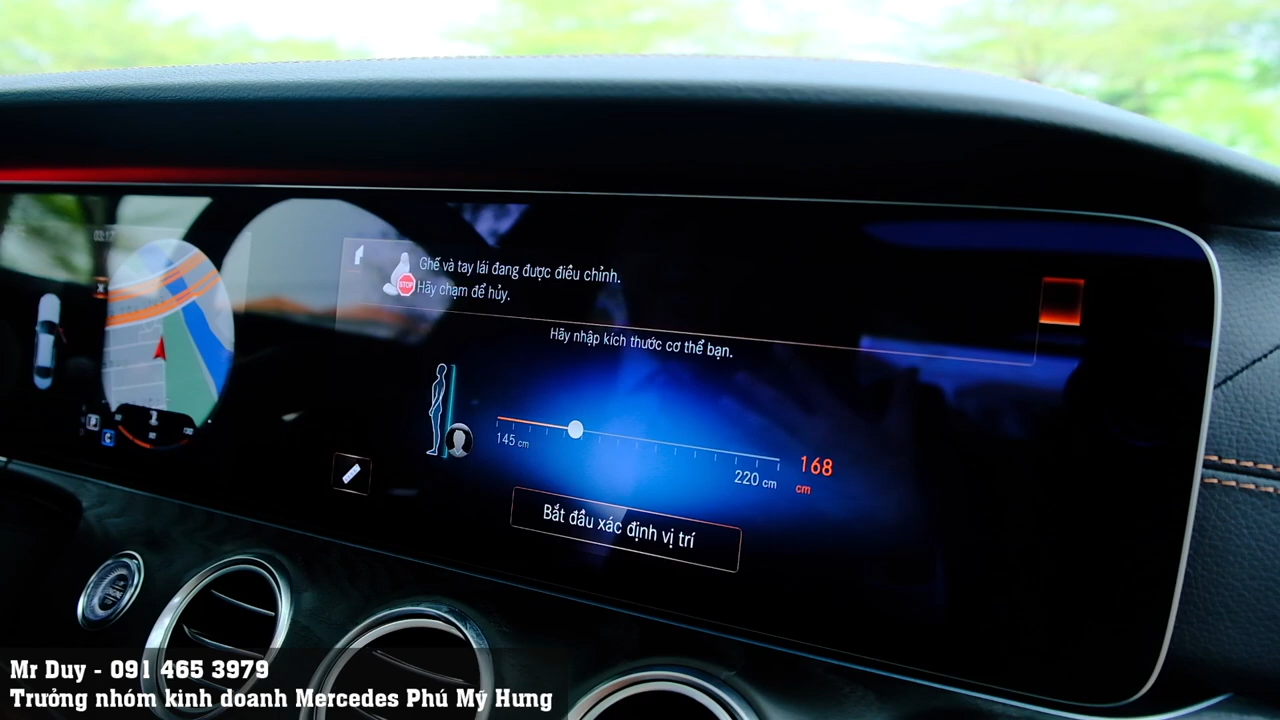 03:17
Ghế và tay lái đang được điều chỉnh.
STOP
Hãy chạm để hủy.
Hãy nhập kích thước cơ thể bạn.
145 cm
220 cm
168
cm
Bắt đầu xác định vị trí
P
C
Mr Duy - 091 465 3979
Trưởng nhóm kinh doanh Mercedes Phú Mỹ Hưng